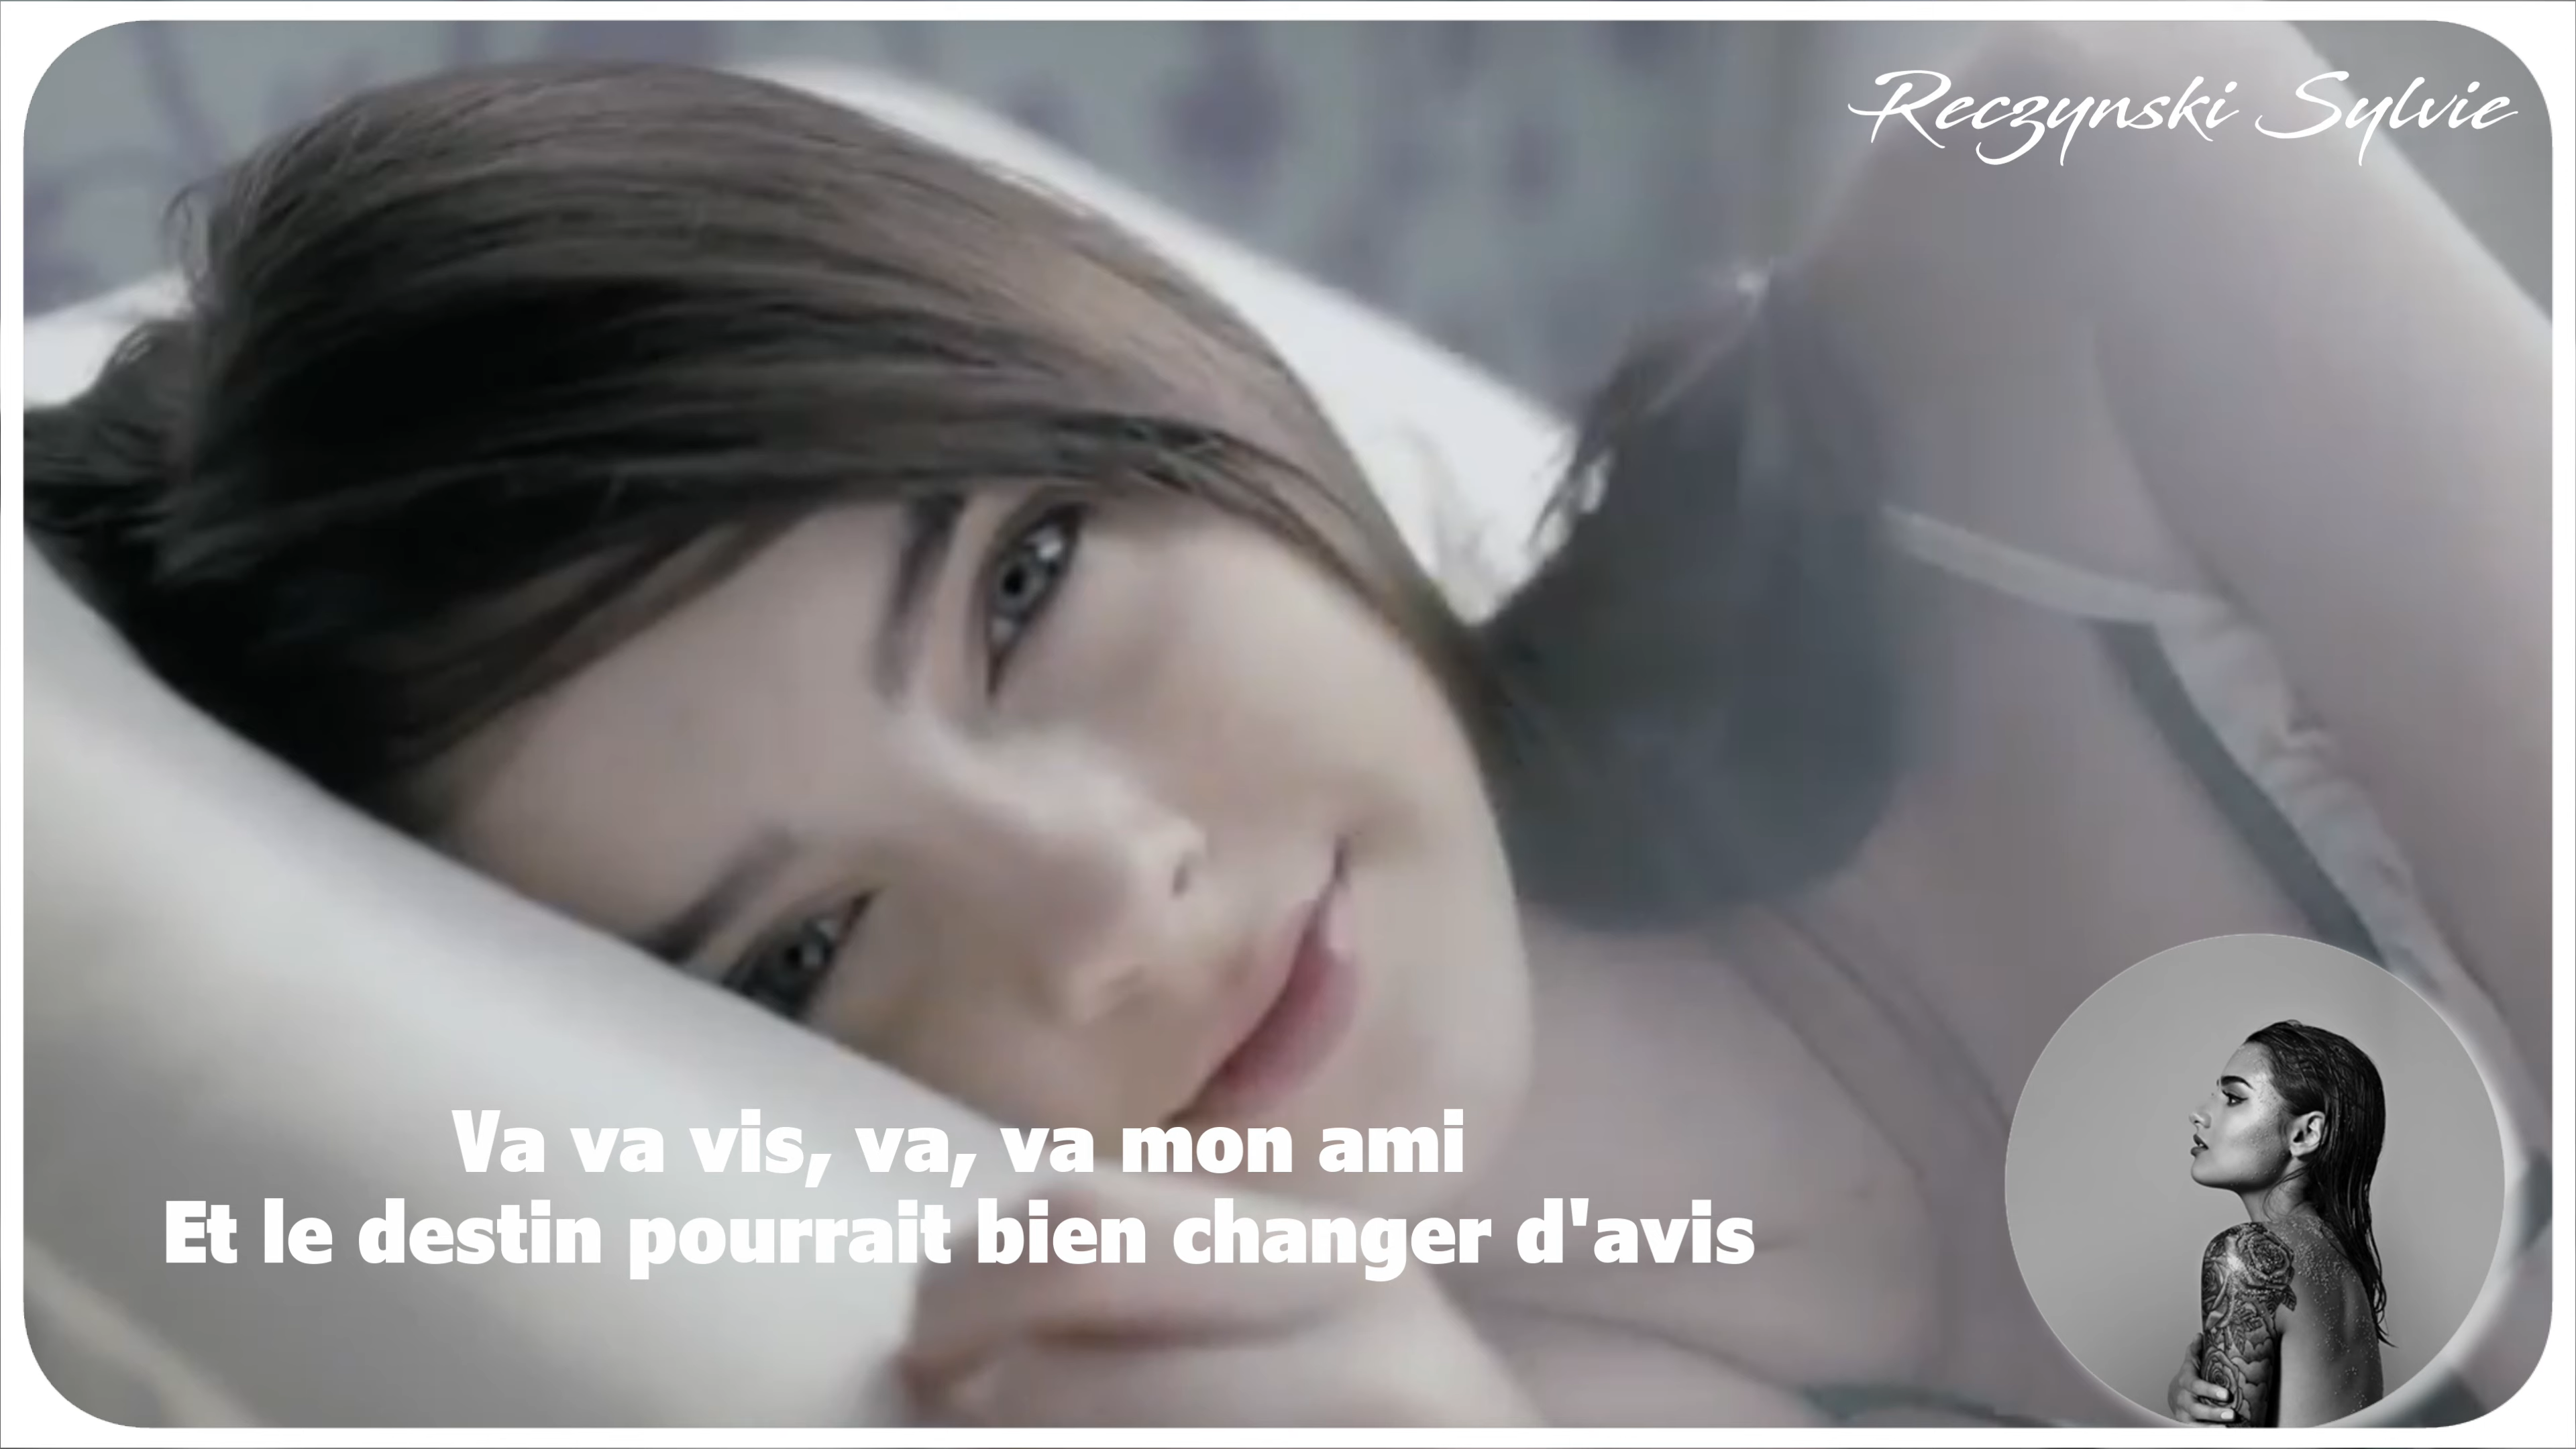 Reczynski Sylvie
Va va vis, va, va mon ami
Et le destin pourrait bien changer d'avis